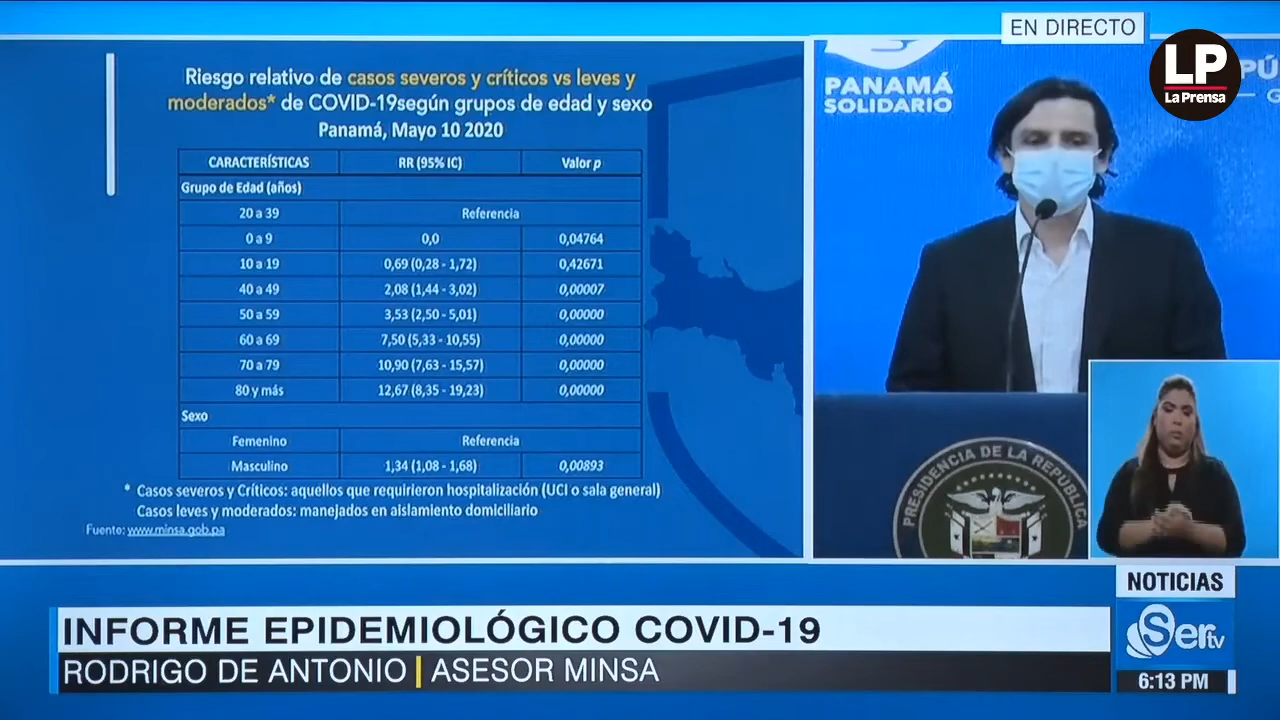 EN DIRECTO
LP
La Prensa
PANAMÁ
SOLIDARIO
Riesgo relativo de casos severos y críticos vs leves y
moderados* de COVID-19según grupos de edad y sexo
Panamá, Mayo 10 2020
CARACTERÍSTICAS RR (95% IC) Valor p
Grupo de Edad (años)
20 a 39 Referencia
0 a 9 0,0 0,04764
10 a 19 0,69 (0,28 - 1,72) 0,42671
40 a 49 2,08 (1,44 - 3,02) 0,00007
50 a 59 3,53 (2,50 - 5,01) 0,00000
60 a 69 7,50 (5,33 - 10,55) 0,00000
70 a 79 10,90 (7,63 - 15,57) 0,00000
80 y más 12,67 (8,35 - 19,23) 0,00000
Sexo
Femenino Referencia
Masculino 1,34 (1,08 - 1,68) 0,00893
* Casos severos y Críticos: aquellos que requirieron hospitalización (UCI o sala general)
Casos leves y moderados: manejados en aislamiento domiciliario
Fuente: www.minsa.gob.pa
PRESIDENCIA DE LA REPÚBLICA
INFORME EPIDEMIOLÓGICO COVID-19
RODRIGO DE ANTONIO | ASESOR MINSA
NOTICIAS
Sertv
6:13 PM